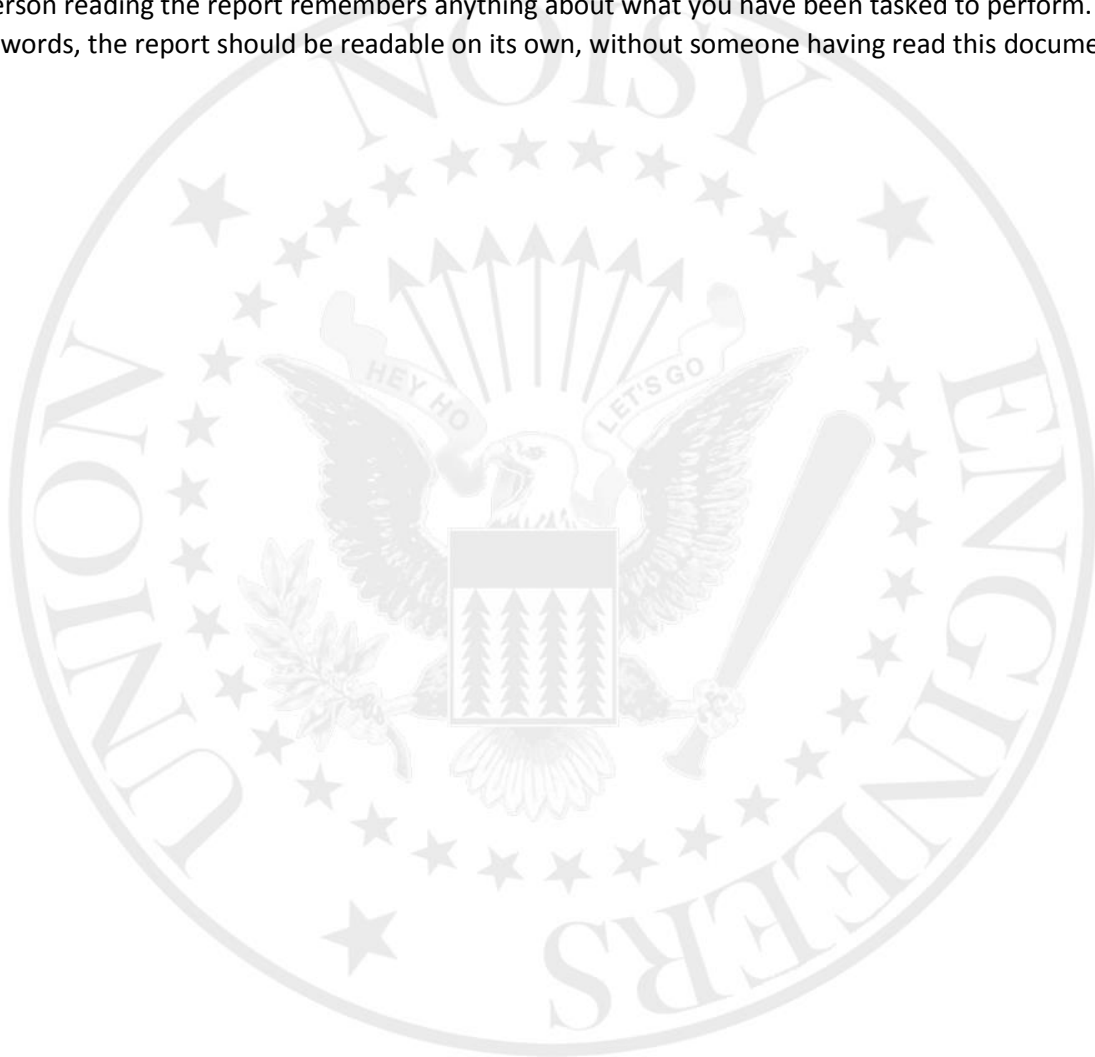 erson reading the report remembers anything about what you have been tasked to perform.
words, the report should be readable on its own, without someone having read this docume
NOISY
ENGINEERS
UNION
HEY HO
LET'S GO